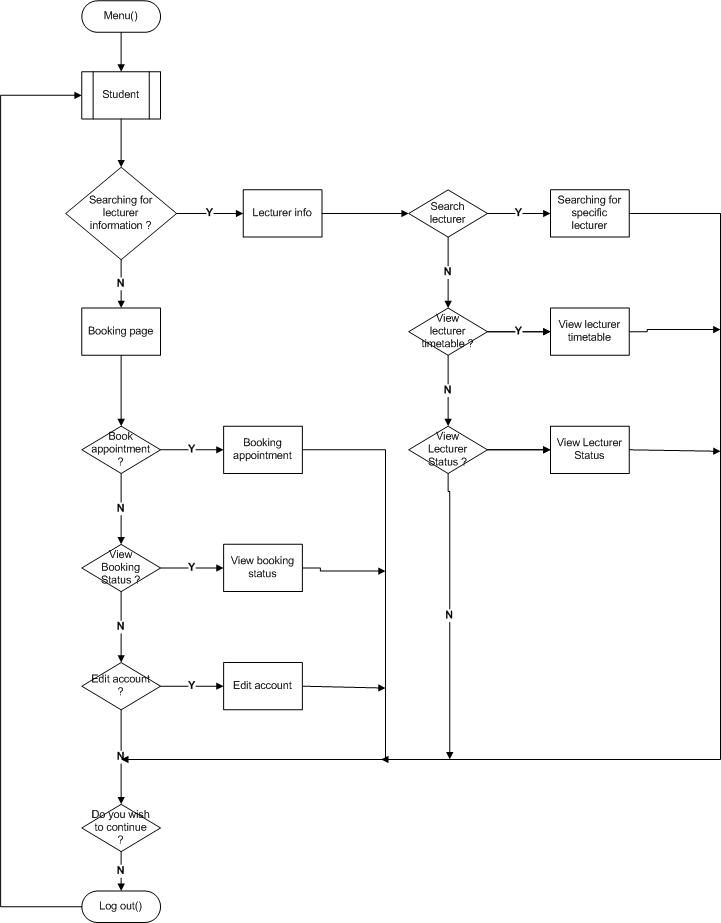 Menu()
Student
Searching for
lecturer
information ?
Y
Lecturer info
Search
lecturer
Y
Searching for
specific
lecturer
N
N
Booking page
View
lecturer
timetable ?
Y
View lecturer
timetable
N
Book
appointment
?
Y
Booking
appointment
View
Lecturer
Status ?
View Lecturer
Status
N
View
Booking
Status ?
Y
View booking
status
N
N
Edit account
?
Y
Edit account
N
Do you wish
to continue
?
N
Log out()